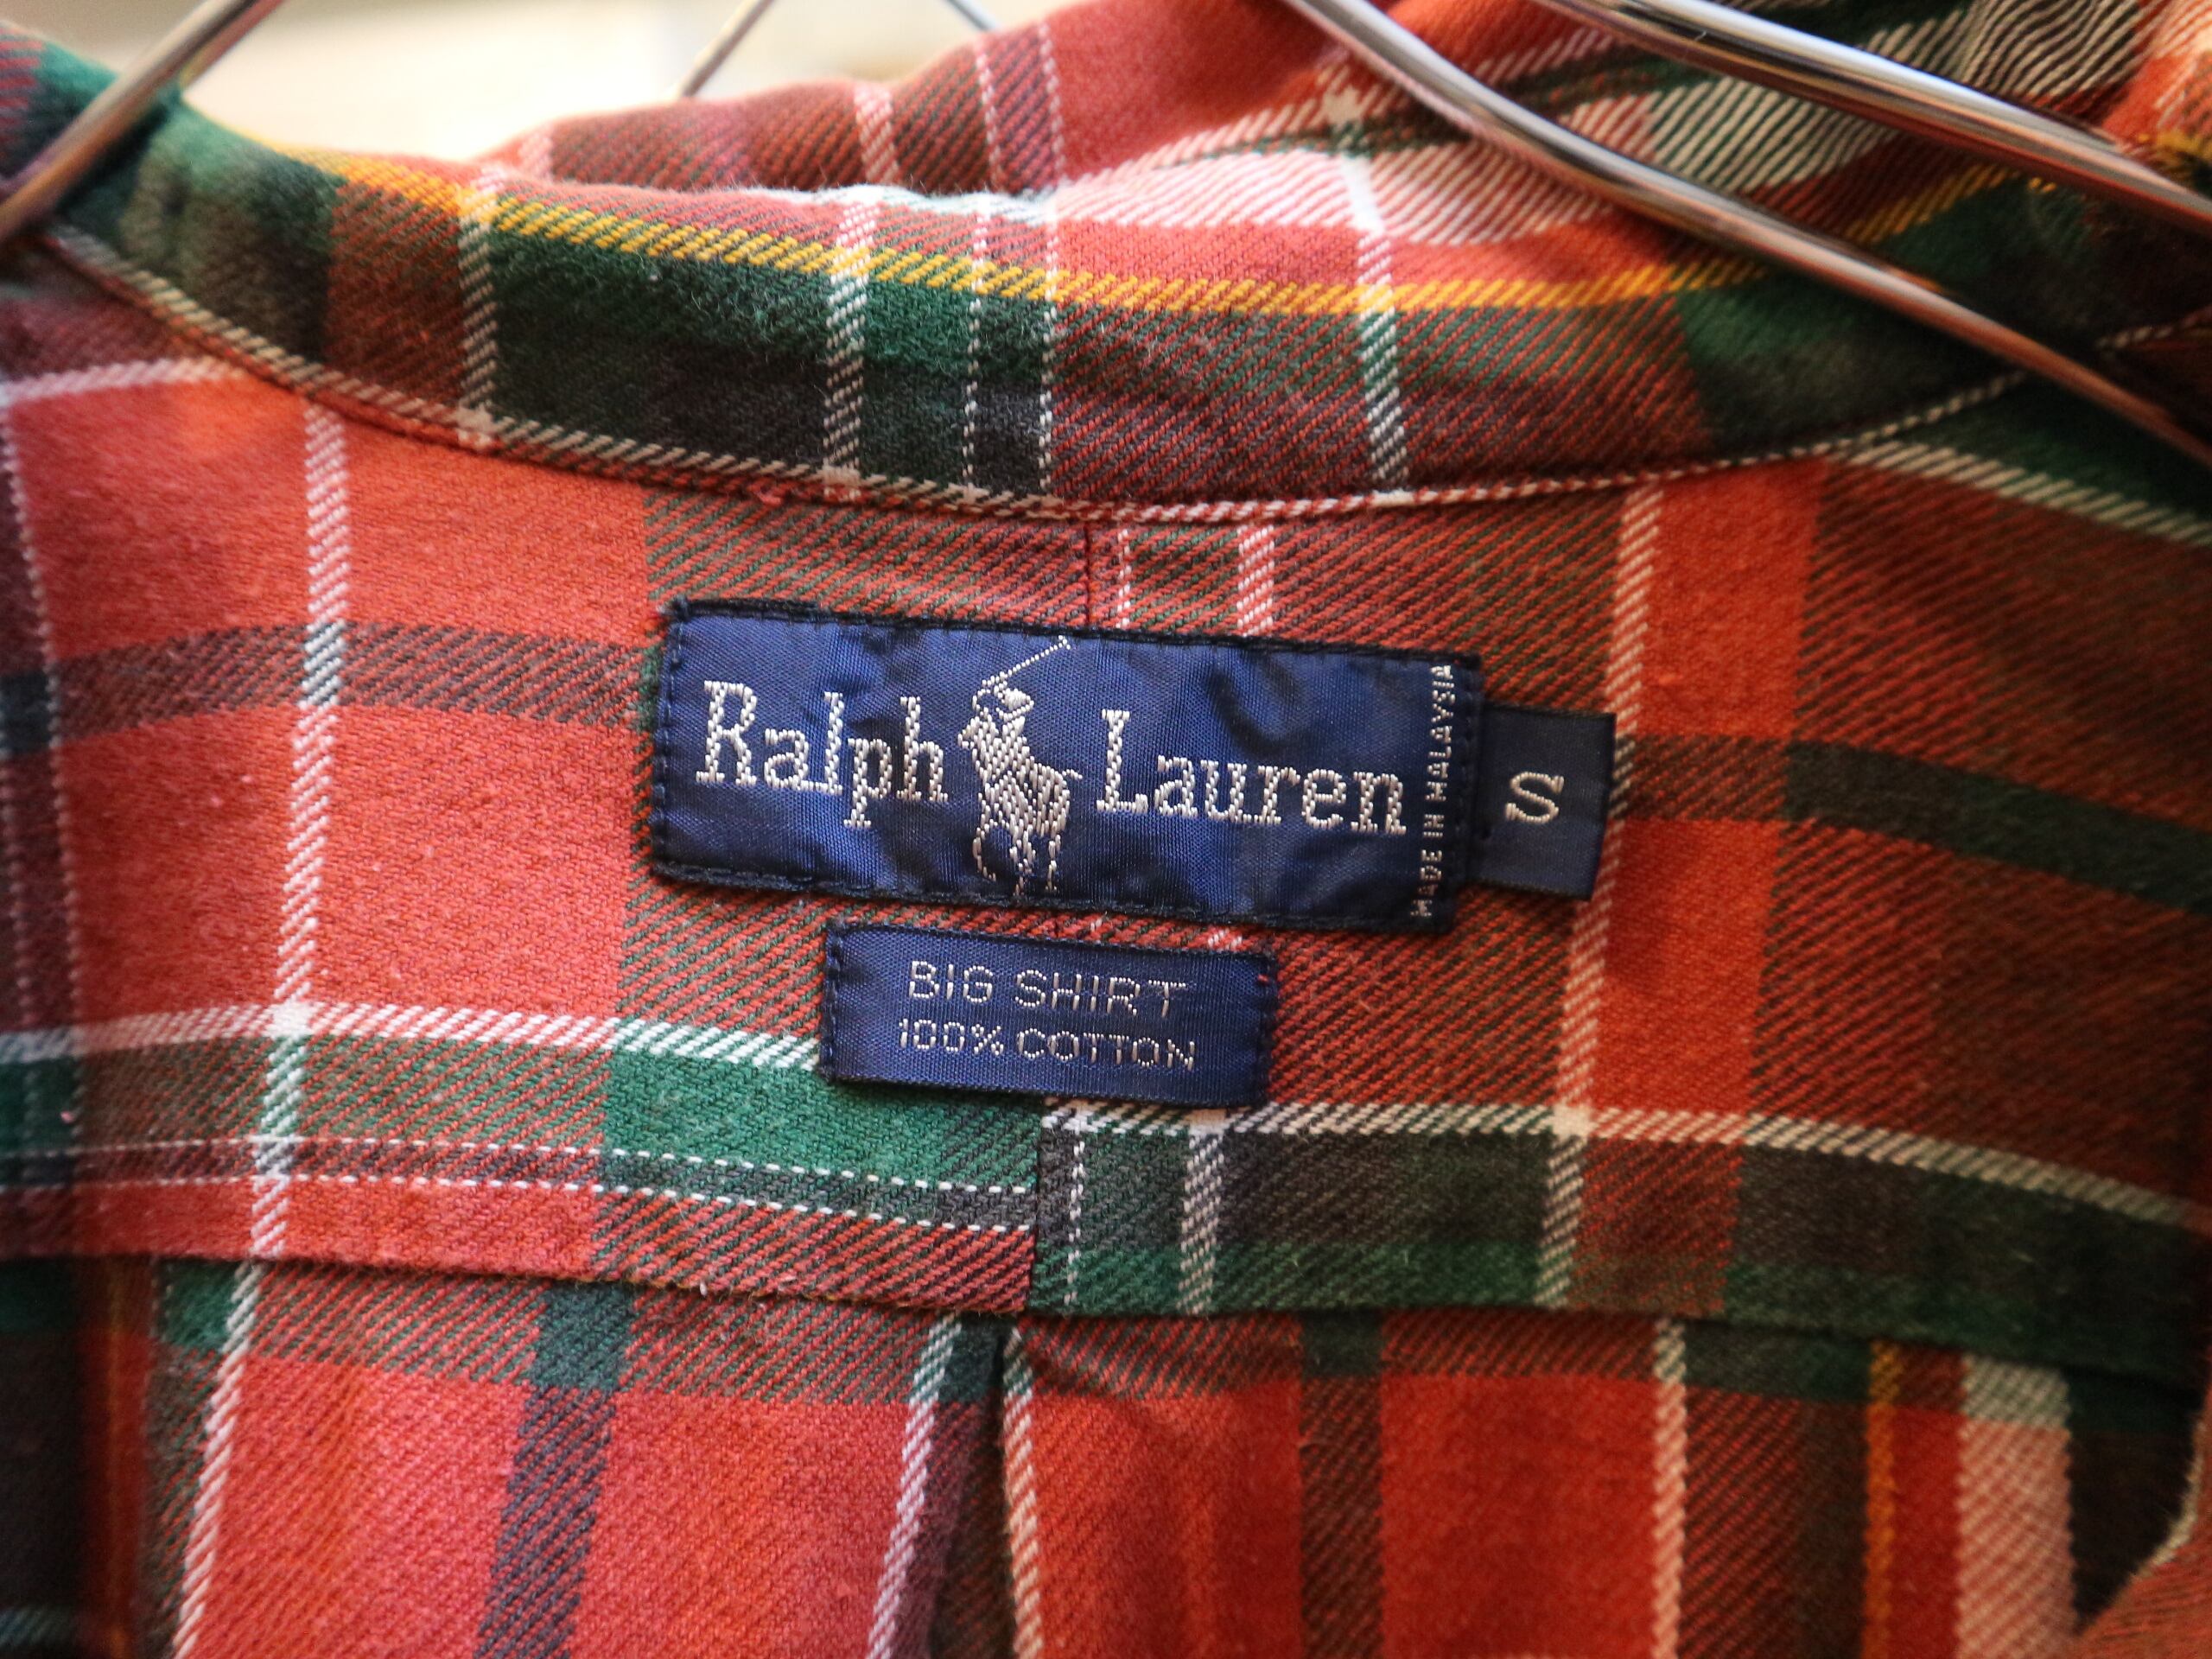 Ralph Lauren
MADE IN MALAYSIA
S
BIG SHIRT
100% COTTON